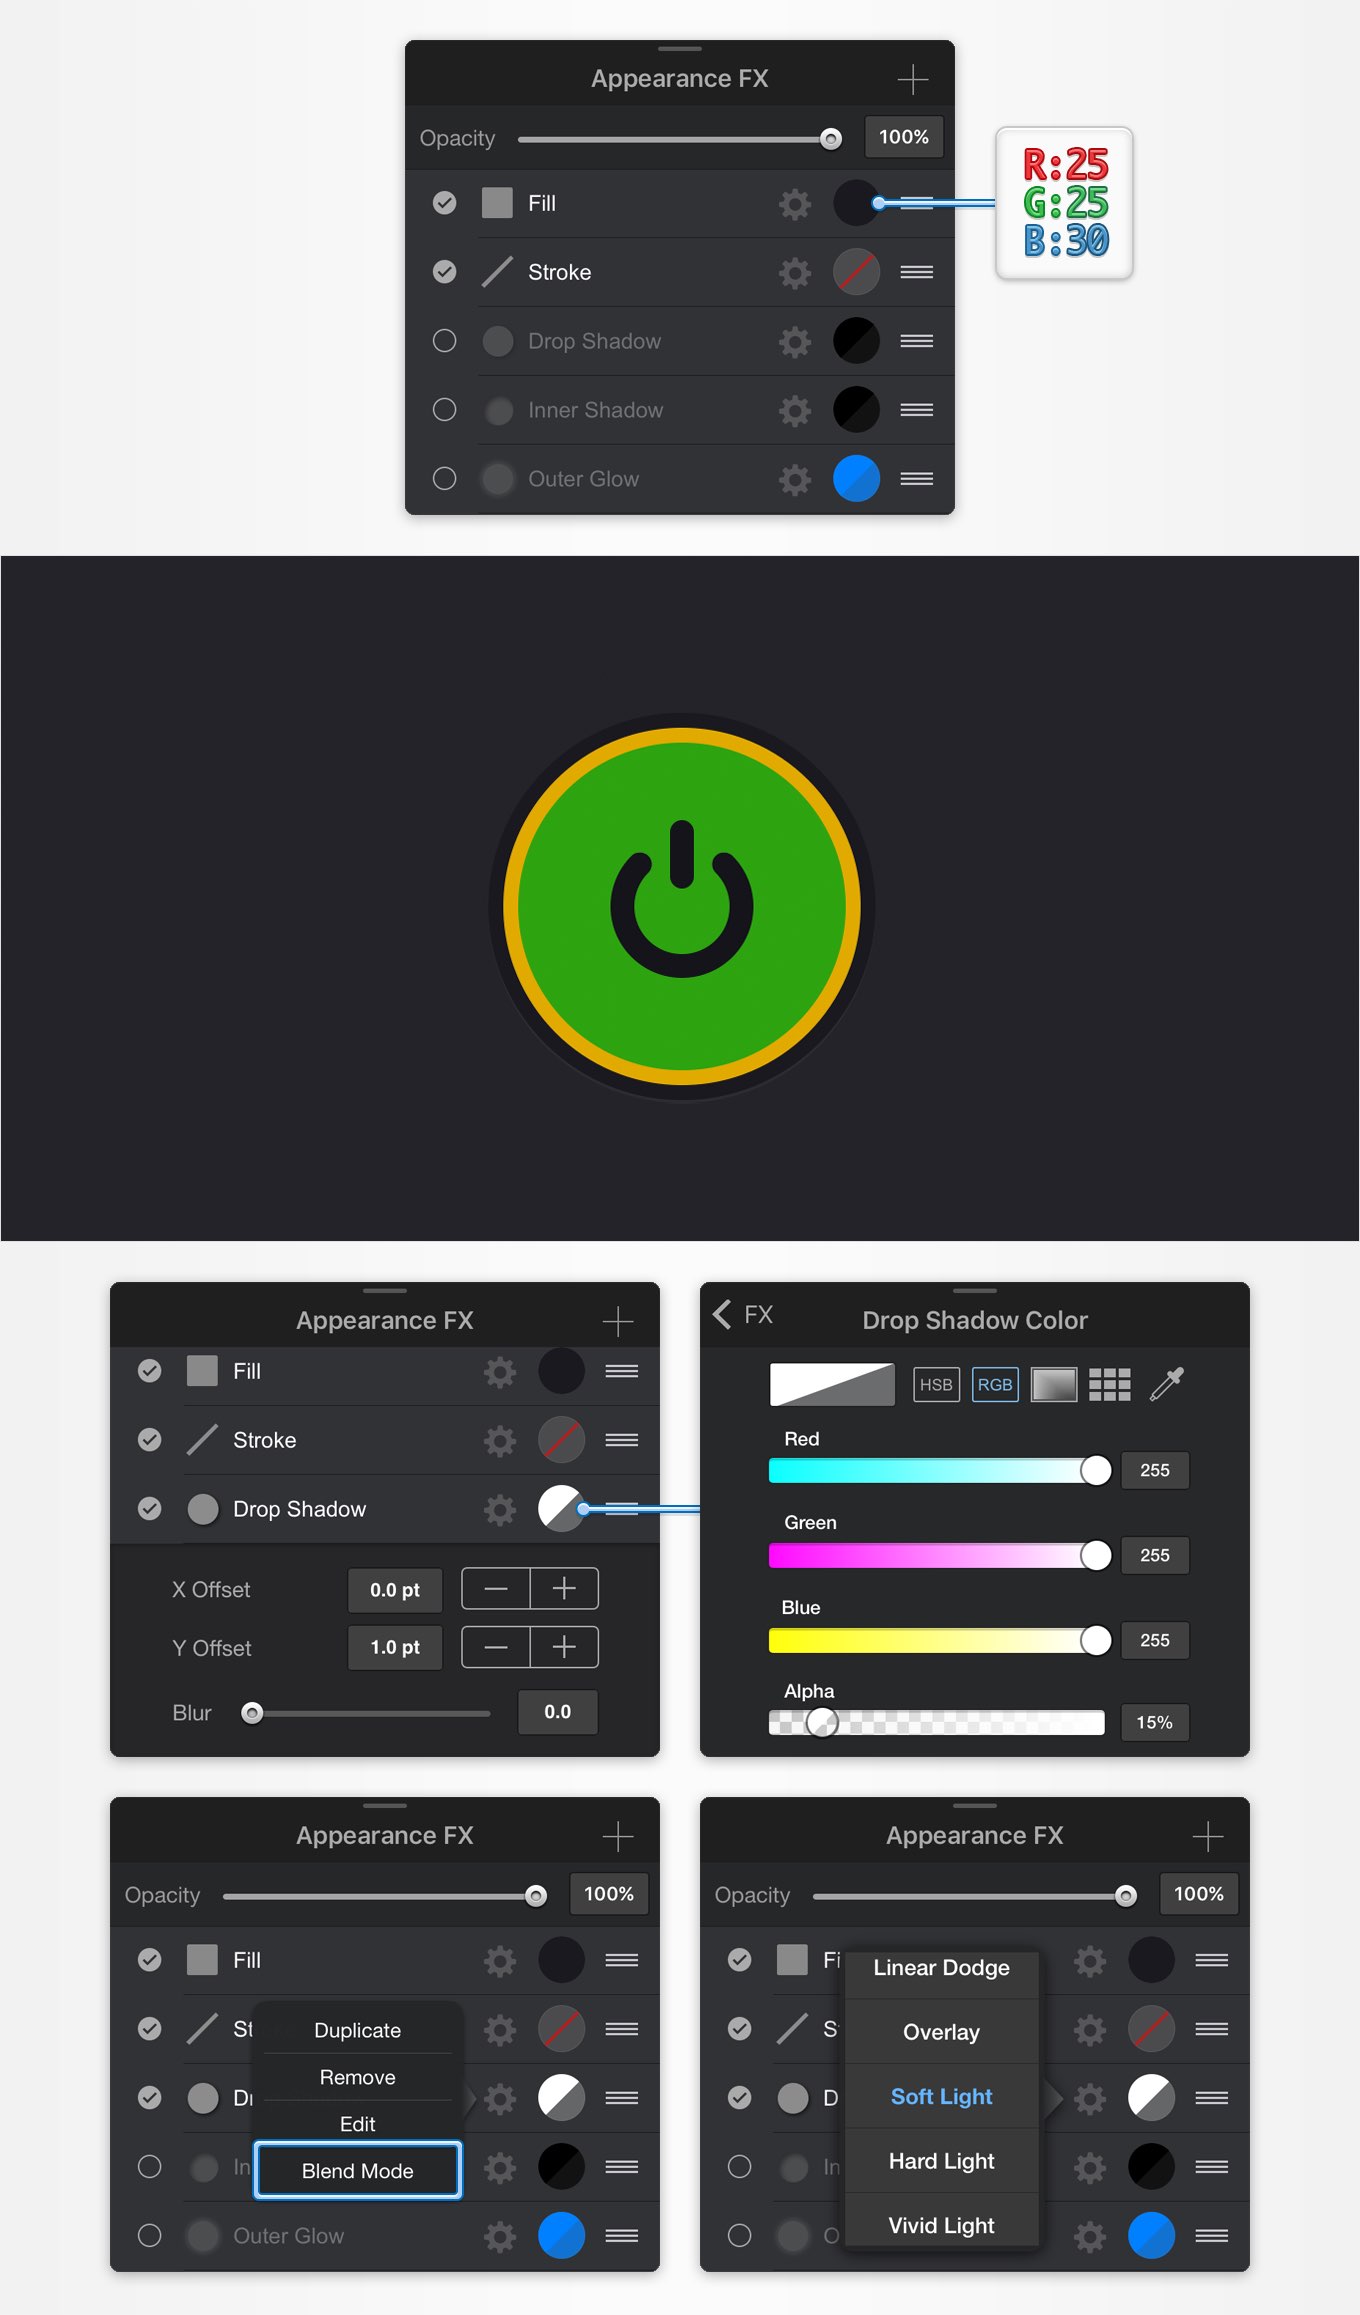 Appearance FX
Opacity 100%
Fill
R:25
G:25
B:30
Stroke
Drop Shadow
Inner Shadow
Outer Glow
Appearance FX
Fill
Stroke
Drop Shadow
X Offset 0.0 pt
Y Offset 1.0 pt
Blur 0.0
FX Drop Shadow Color
HSB RGB
Red
255
Green
255
Blue
255
Alpha
15%
Appearance FX
Opacity 100%
Fill
St
Duplicate
Remove
D
Edit
In
Blend Mode
Outer Glow
Appearance FX
Opacity 100%
Fi
Linear Dodge
S
Overlay
D
Soft Light
In
Hard Light
O
Vivid Light